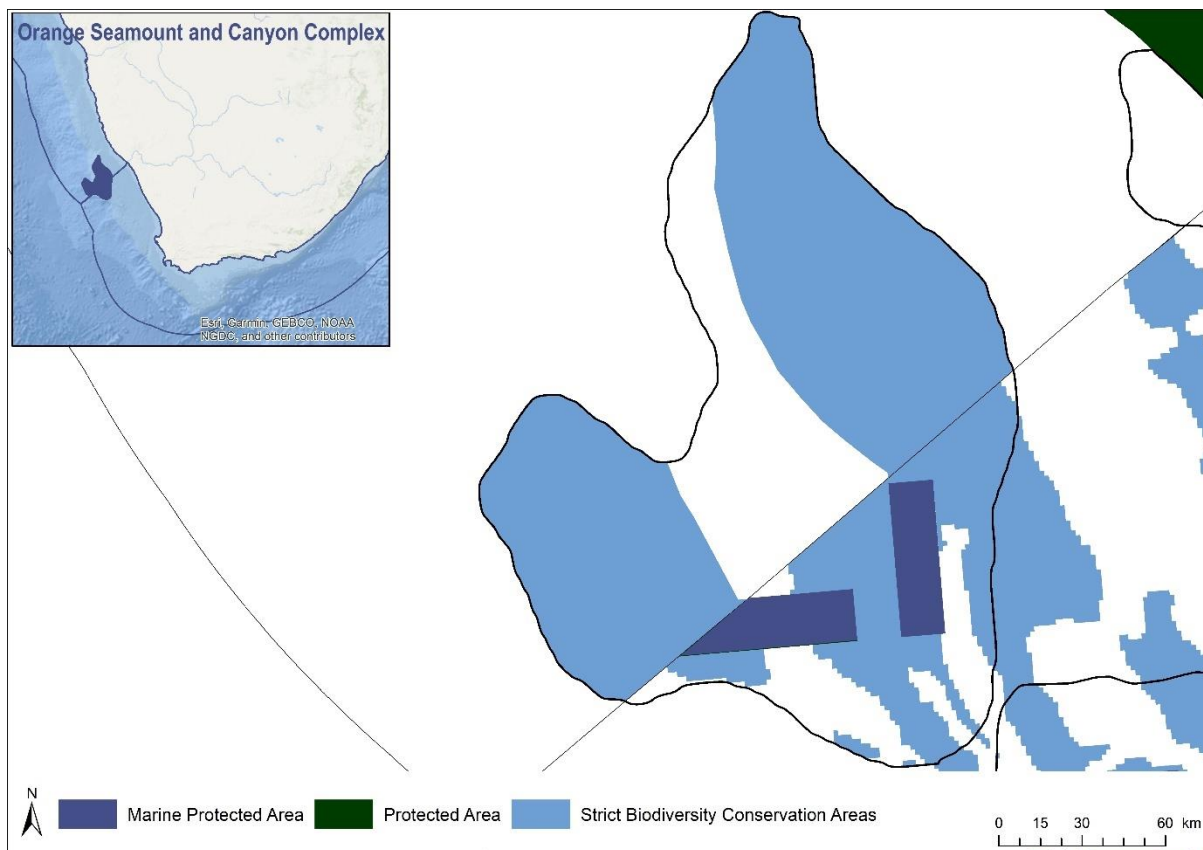 Orange Seamount and Canyon Complex
Esri, Garmin, GEBCO, NOAA
NGDC, and other contributors
N
Marine Protected Area
Protected Area
Strict Biodiversity Conservation Areas
0 15 30 60 km